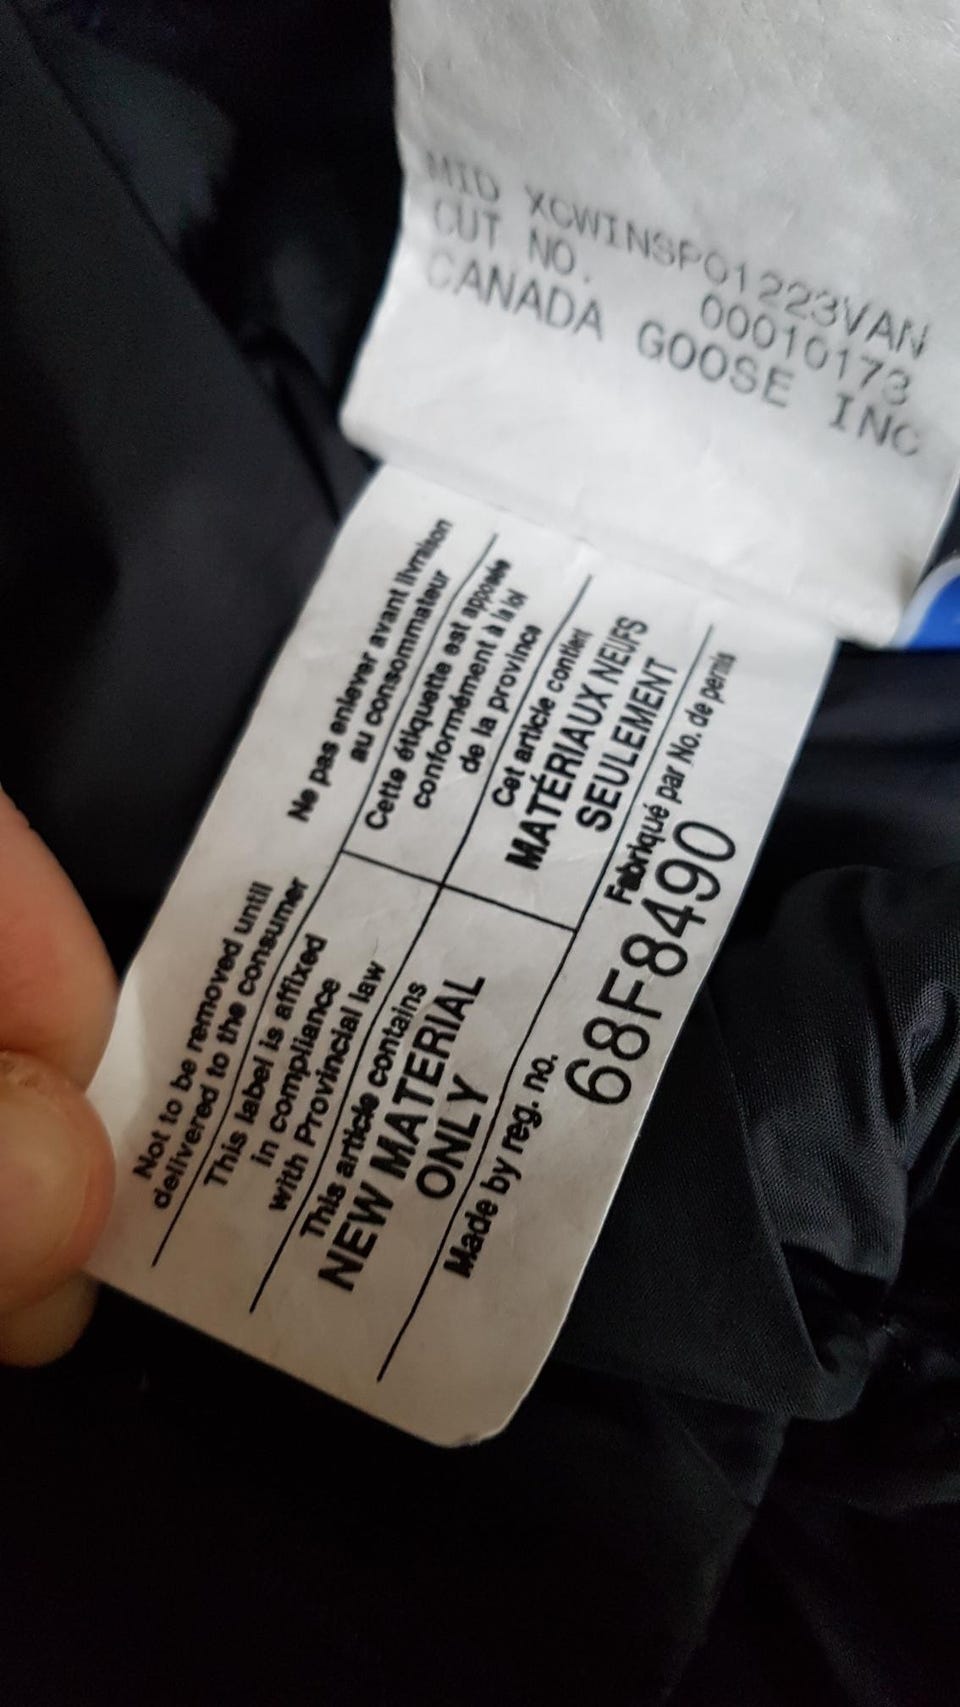 MID XCWINSPO1223VAN
CUT NO. 00010173
CANADA GOOSE INC
Not to be removed until
delivered to the consumer
Ne pas enlever avant livraison
au consommateur
This label is affixed
in compliance
with Provincial law
Cette étiquette est apposée
conformément à la loi
de la province
This article contains
NEW MATERIAL
ONLY
Cet article contient
MATÉRIAUX NEUFS
SEULEMENT
Made by reg. no.
Fabriqué par No. de permis
68F8490